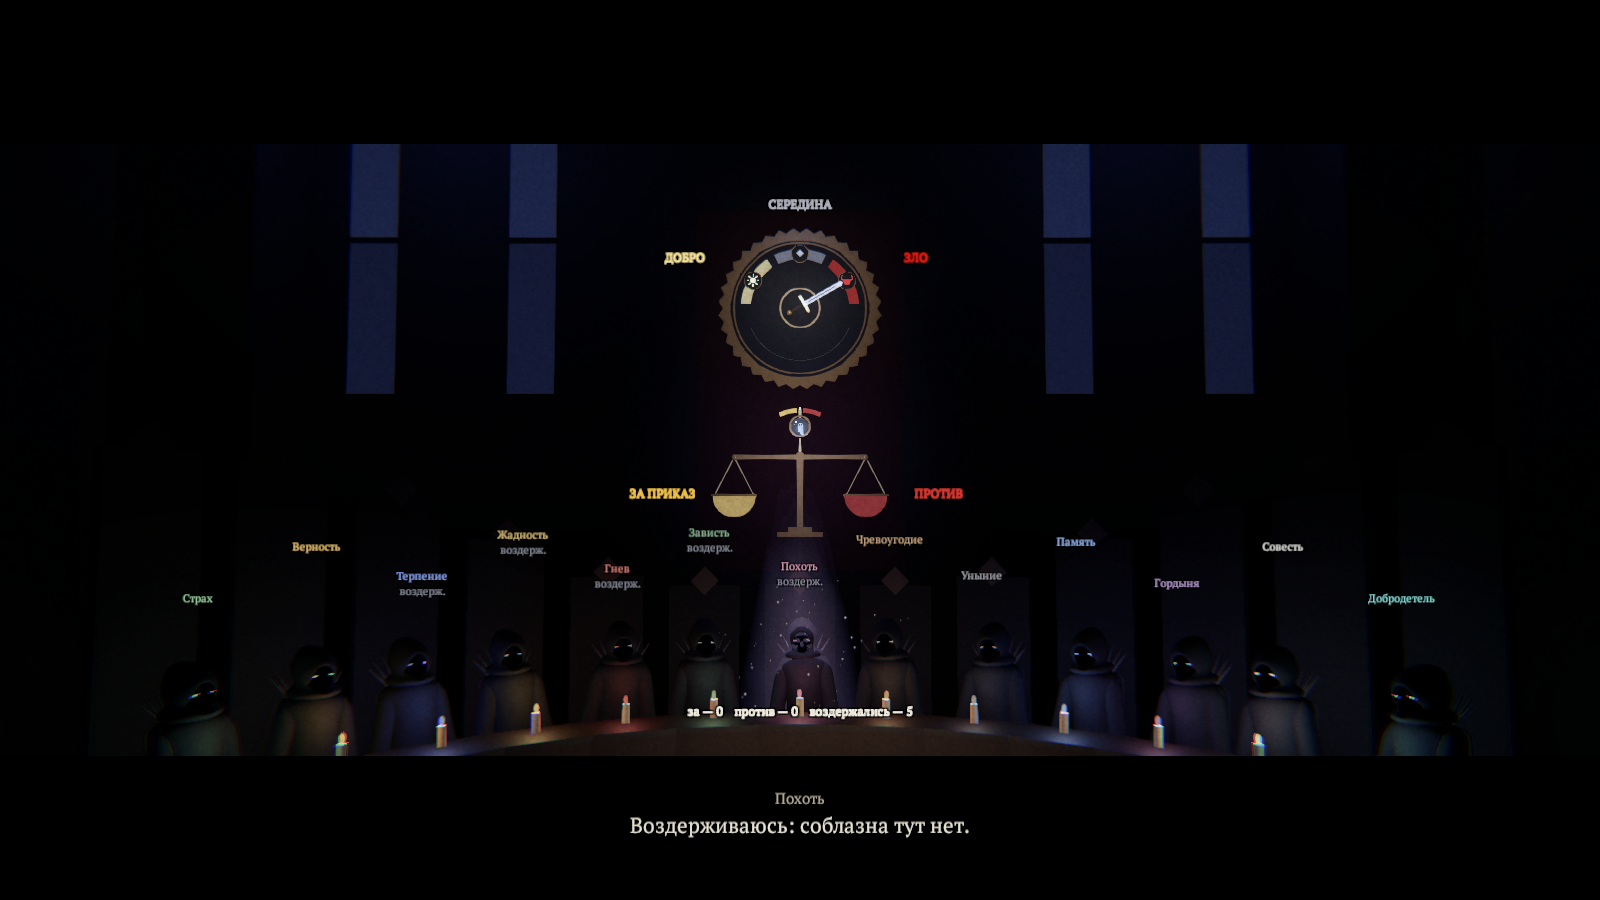 СЕРЕДИНА
ДОБРО
ЗЛО
ЗА ПРИКАЗ
ПРОТИВ
Верность
Жадность
воздерж.
Зависть
воздерж.
Чревоугодие
Память
Совесть
Страх
Терпение
воздерж.
Гнев
воздерж.
Похоть
воздерж.
Уныние
Гордыня
Добродетель
за — 0 против — 0 воздержались — 5
Похоть
Воздерживаюсь: соблазна тут нет.